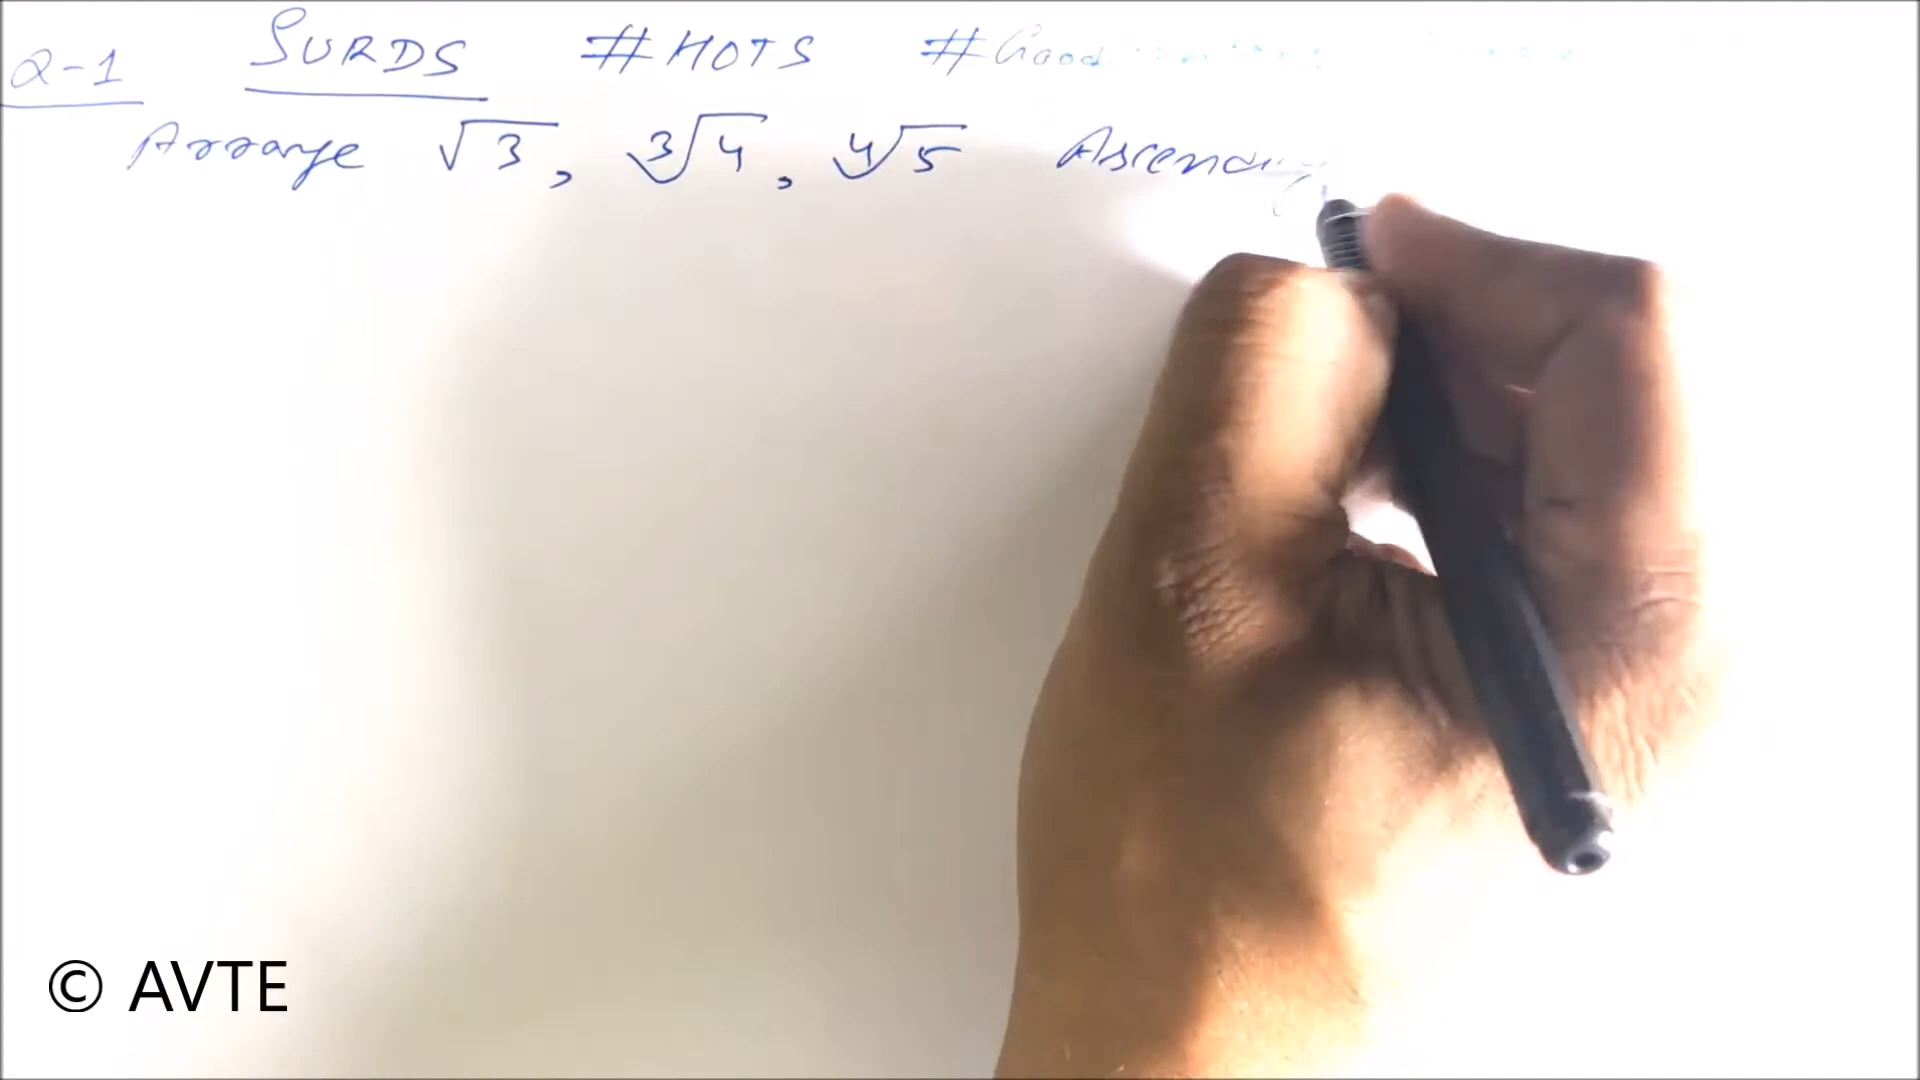 Q-1 SURDS #HOTS #Good
Arrange √3, ∛4, ∜5 Ascending
© AVTE